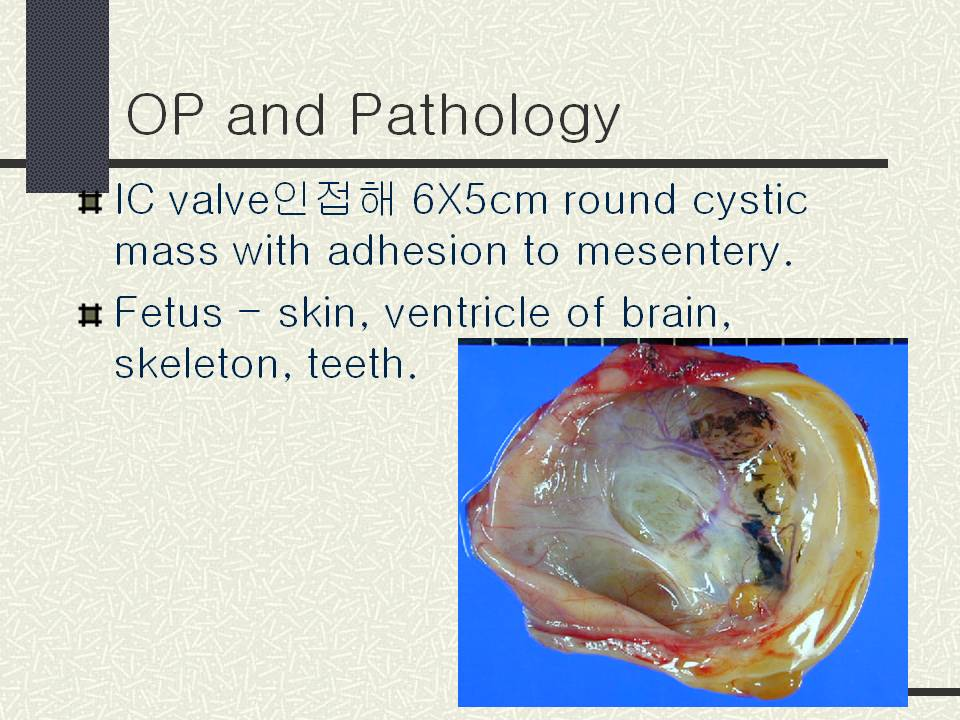 OP and Pathology
IC valve인접해 6X5cm round cystic
mass with adhesion to mesentery.
Fetus - skin, ventricle of brain,
skeleton, teeth.